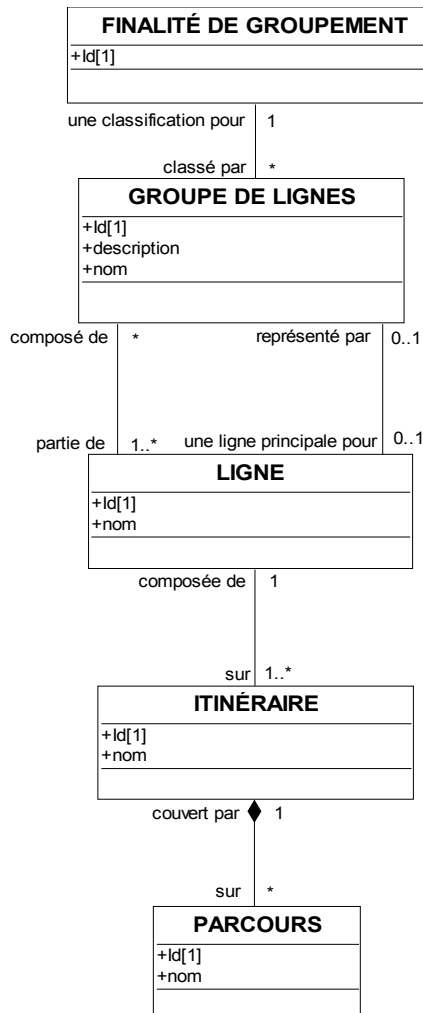 FINALITÉ DE GROUPEMENT
+Id[1]
une classification pour 1
classé par *
GROUPE DE LIGNES
+Id[1]
+description
+nom
composé de * représenté par 0..1
partie de 1..* une ligne principale pour 0..1
LIGNE
+Id[1]
+nom
composée de 1
sur 1..*
ITINÉRAIRE
+Id[1]
+nom
couvert par 1
sur *
PARCOURS
+Id[1]
+nom